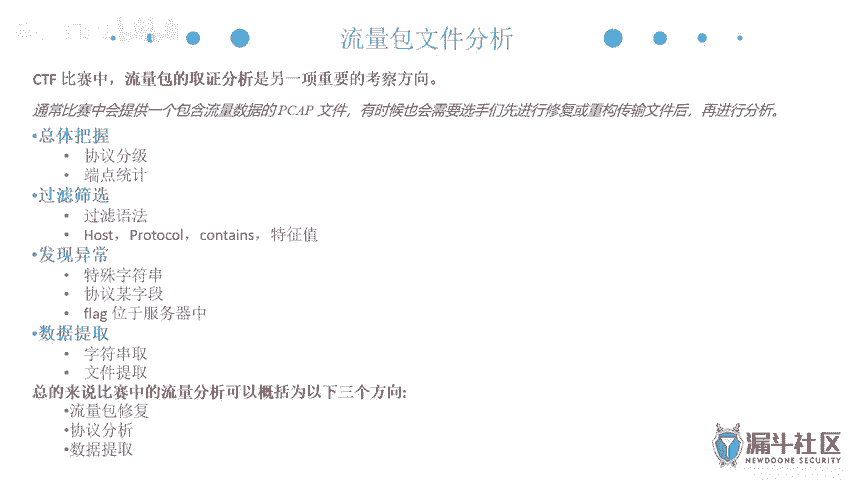 流量包文件分析
CTF 比赛中，流量包的取证分析是另一项重要的考察方向。
通常比赛中会提供一个包含流量数据的 PCAP 文件，有时候也会需要选手们先进行修复或重构传输文件后，再进行分析。
•总体把握
• 协议分级
• 端点统计
•过滤筛选
• 过滤语法
• Host，Protocol，contains，特征值
•发现异常
• 特殊字符串
• 协议某字段
• flag 位于服务器中
•数据提取
• 字符串取
• 文件提取
总的来说比赛中的流量分析可以概括为以下三个方向:
•流量包修复
•协议分析
•数据提取
漏斗社区
NEWDOONE SECURITY